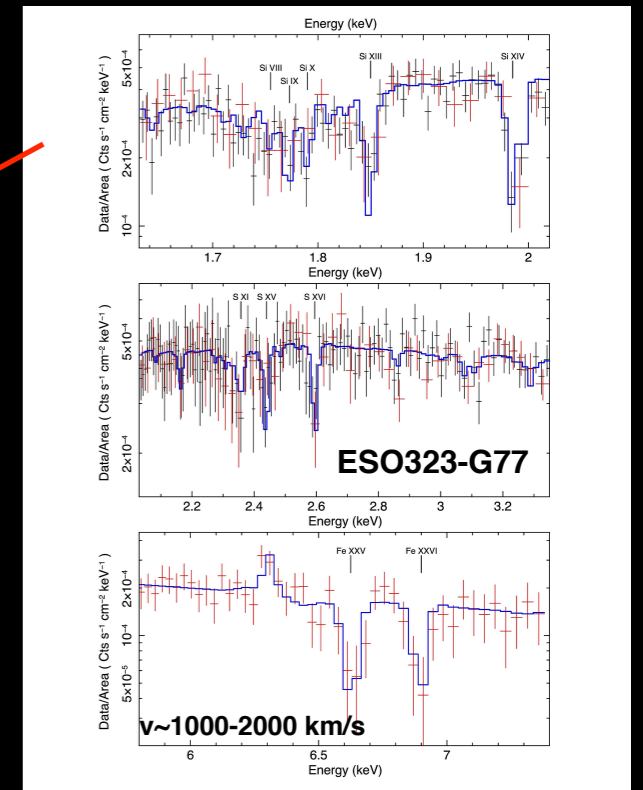 Energy (keV)
Data/Area ( Cts s⁻¹ cm⁻² keV⁻¹ )
5×10⁻⁴
2×10⁻⁴
10⁻⁴
Si VIII
Si IX
Si X
Si XIII
Si XIV
1.7 1.8 1.9 2
Energy (keV)
Data/Area ( Cts s⁻¹ cm⁻² keV⁻¹ )
5×10⁻⁴
2×10⁻⁴
S XI S XV S XVI
ESO323-G77
2.2 2.4 2.6 2.8 3 3.2
Energy (keV)
Data/Area ( Cts s⁻¹ cm⁻² keV⁻¹ )
2×10⁻⁴
10⁻⁴
5×10⁻⁵
Fe XXV Fe XXVI
v~1000-2000 km/s
6 6.5 7
Energy (keV)